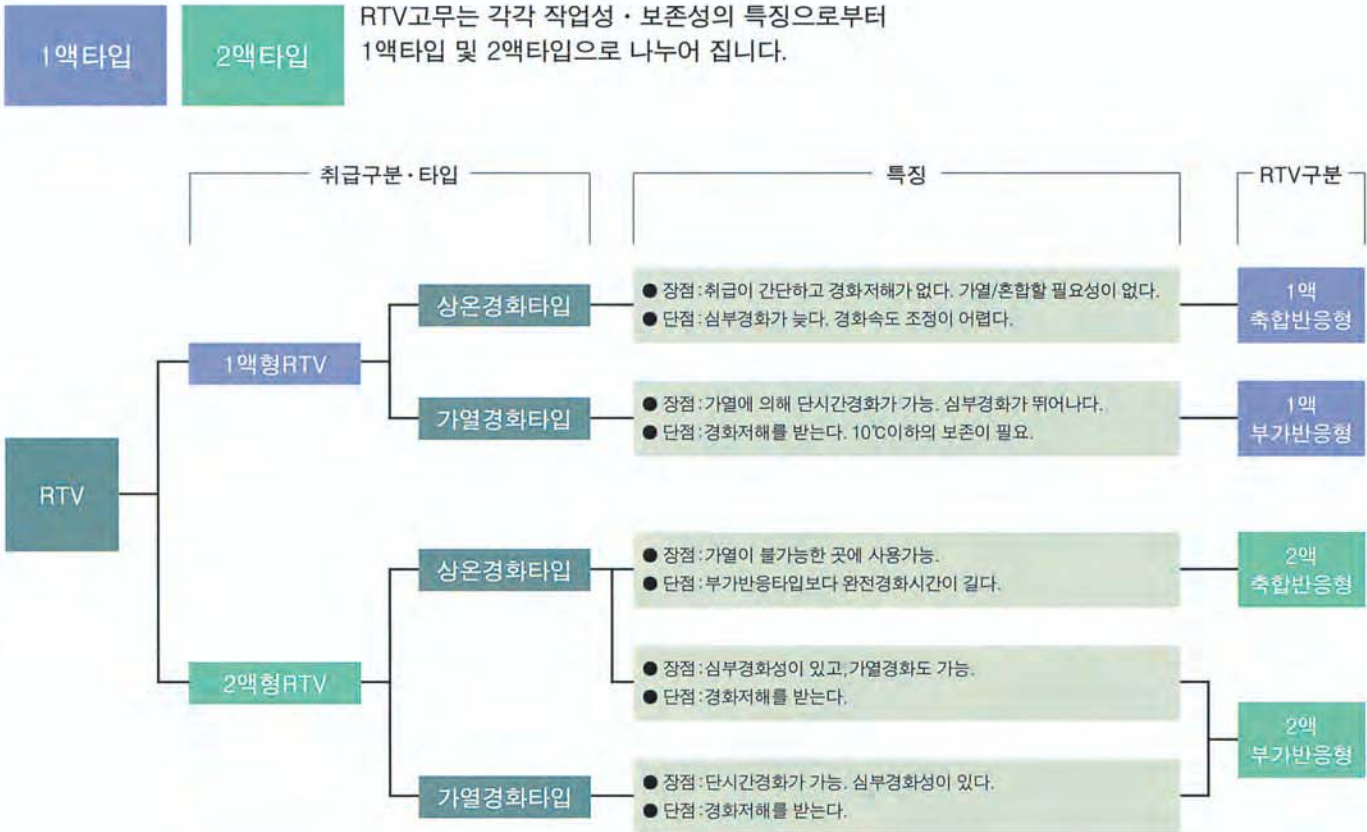 1액타입
2액타입
RTV고무는 각각 작업성·보존성의 특징으로부터
1액타입 및 2액타입으로 나누어 집니다.
취급구분·타입
특징
RTV구분
RTV
1액형RTV
상온경화타입
● 장점:취급이 간단하고 경화저해가 없다. 가열/혼합할 필요성이 없다.
● 단점:심부경화가 늦다. 경화속도 조정이 어렵다.
1액
축합반응형
가열경화타입
● 장점:가열에 의해 단시간경화가 가능. 심부경화가 뛰어나다.
● 단점:경화저해를 받는다. 10℃이하의 보존이 필요.
1액
부가반응형
2액형RTV
상온경화타입
● 장점:가열이 불가능한 곳에 사용가능.
● 단점:부가반응타입보다 완전경화시간이 길다.
2액
축합반응형
● 장점:심부경화성이 있고,가열경화도 가능.
● 단점:경화저해를 받는다.
가열경화타입
● 장점:단시간경화가 가능. 심부경화성이 있다.
● 단점:경화저해를 받는다.
2액
부가반응형